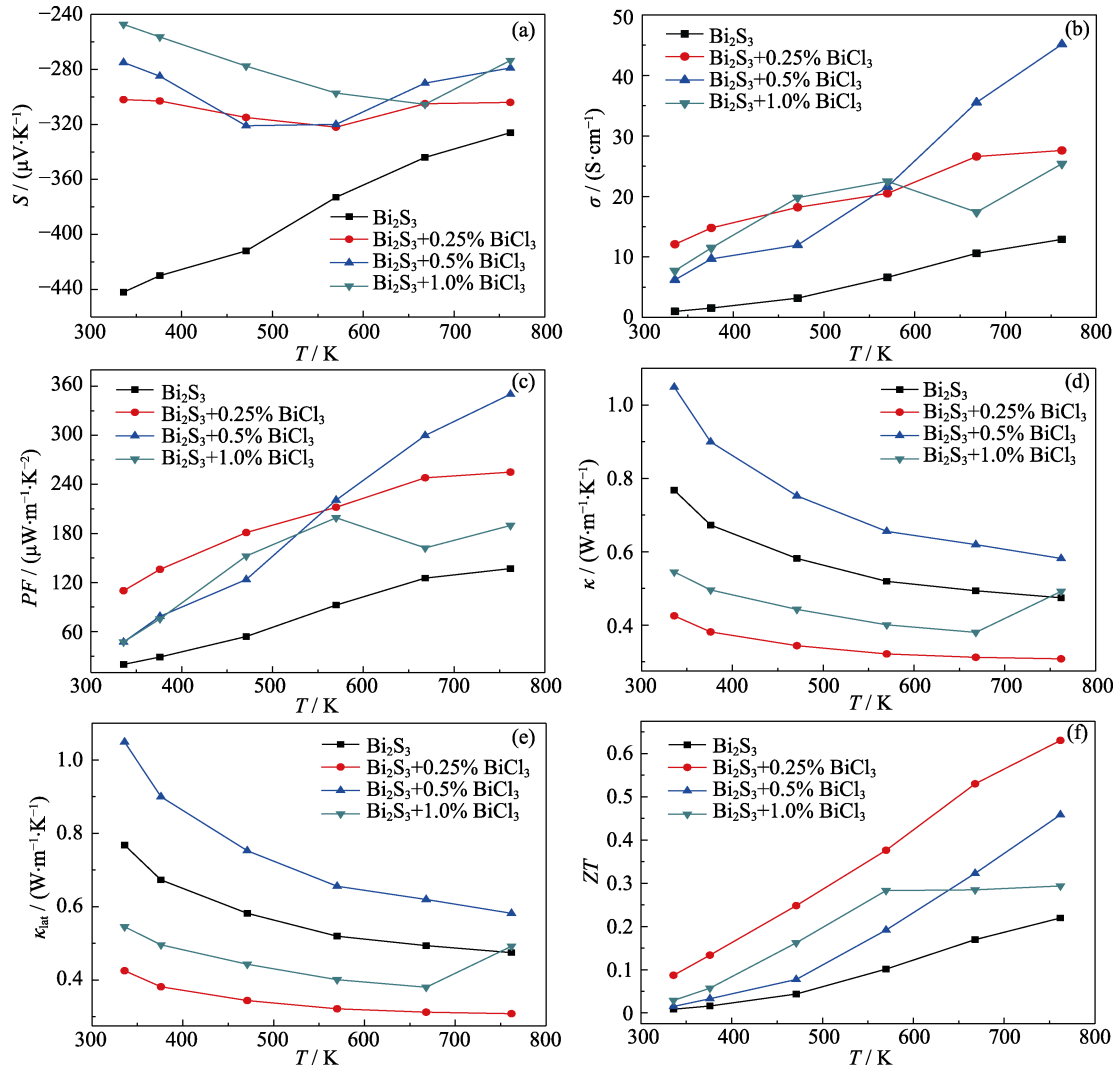 (a)
S / (μV·K⁻¹)
−240
−280
−320
−360
−400
−440
Bi₂S₃
Bi₂S₃+0.25% BiCl₃
Bi₂S₃+0.5% BiCl₃
Bi₂S₃+1.0% BiCl₃
300 400 500 600 700 800
T / K
(b)
σ / (S·cm⁻¹)
50
40
30
20
10
0
Bi₂S₃
Bi₂S₃+0.25% BiCl₃
Bi₂S₃+0.5% BiCl₃
Bi₂S₃+1.0% BiCl₃
300 400 500 600 700 800
T / K
(c)
PF / (μW·m⁻¹·K⁻²)
360
300
240
180
120
60
Bi₂S₃
Bi₂S₃+0.25% BiCl₃
Bi₂S₃+0.5% BiCl₃
Bi₂S₃+1.0% BiCl₃
300 400 500 600 700 800
T / K
(d)
κ / (W·m⁻¹·K⁻¹)
1.0
0.8
0.6
0.4
Bi₂S₃
Bi₂S₃+0.25% BiCl₃
Bi₂S₃+0.5% BiCl₃
Bi₂S₃+1.0% BiCl₃
300 400 500 600 700 800
T / K
(e)
κlat / (W·m⁻¹·K⁻¹)
1.0
0.8
0.6
0.4
Bi₂S₃
Bi₂S₃+0.25% BiCl₃
Bi₂S₃+0.5% BiCl₃
Bi₂S₃+1.0% BiCl₃
300 400 500 600 700 800
T / K
(f)
ZT
0.6
0.5
0.4
0.3
0.2
0.1
0
Bi₂S₃
Bi₂S₃+0.25% BiCl₃
Bi₂S₃+0.5% BiCl₃
Bi₂S₃+1.0% BiCl₃
300 400 500 600 700 800
T / K